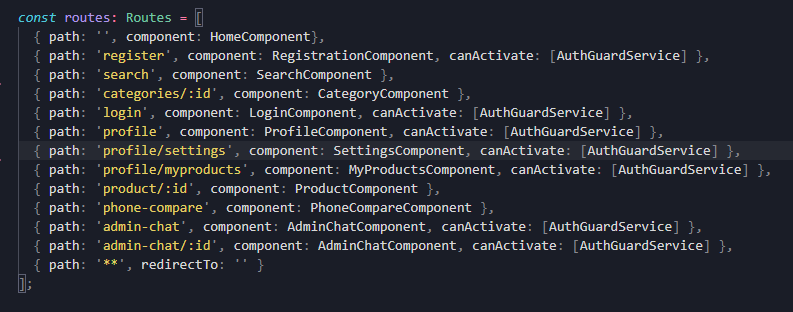 const routes: Routes = [
  { path: '', component: HomeComponent},
  { path: 'register', component: RegistrationComponent, canActivate: [AuthGuardService] },
  { path: 'search', component: SearchComponent },
  { path: 'categories/:id', component: CategoryComponent },
  { path: 'login', component: LoginComponent, canActivate: [AuthGuardService] },
  { path: 'profile', component: ProfileComponent, canActivate: [AuthGuardService] },
  { path: 'profile/settings', component: SettingsComponent, canActivate: [AuthGuardService] },
  { path: 'profile/myproducts', component: MyProductsComponent, canActivate: [AuthGuardService] },
  { path: 'product/:id', component: ProductComponent },
  { path: 'phone-compare', component: PhoneCompareComponent },
  { path: 'admin-chat', component: AdminChatComponent, canActivate: [AuthGuardService] },
  { path: 'admin-chat/:id', component: AdminChatComponent, canActivate: [AuthGuardService] },
  { path: '**', redirectTo: '' }
];